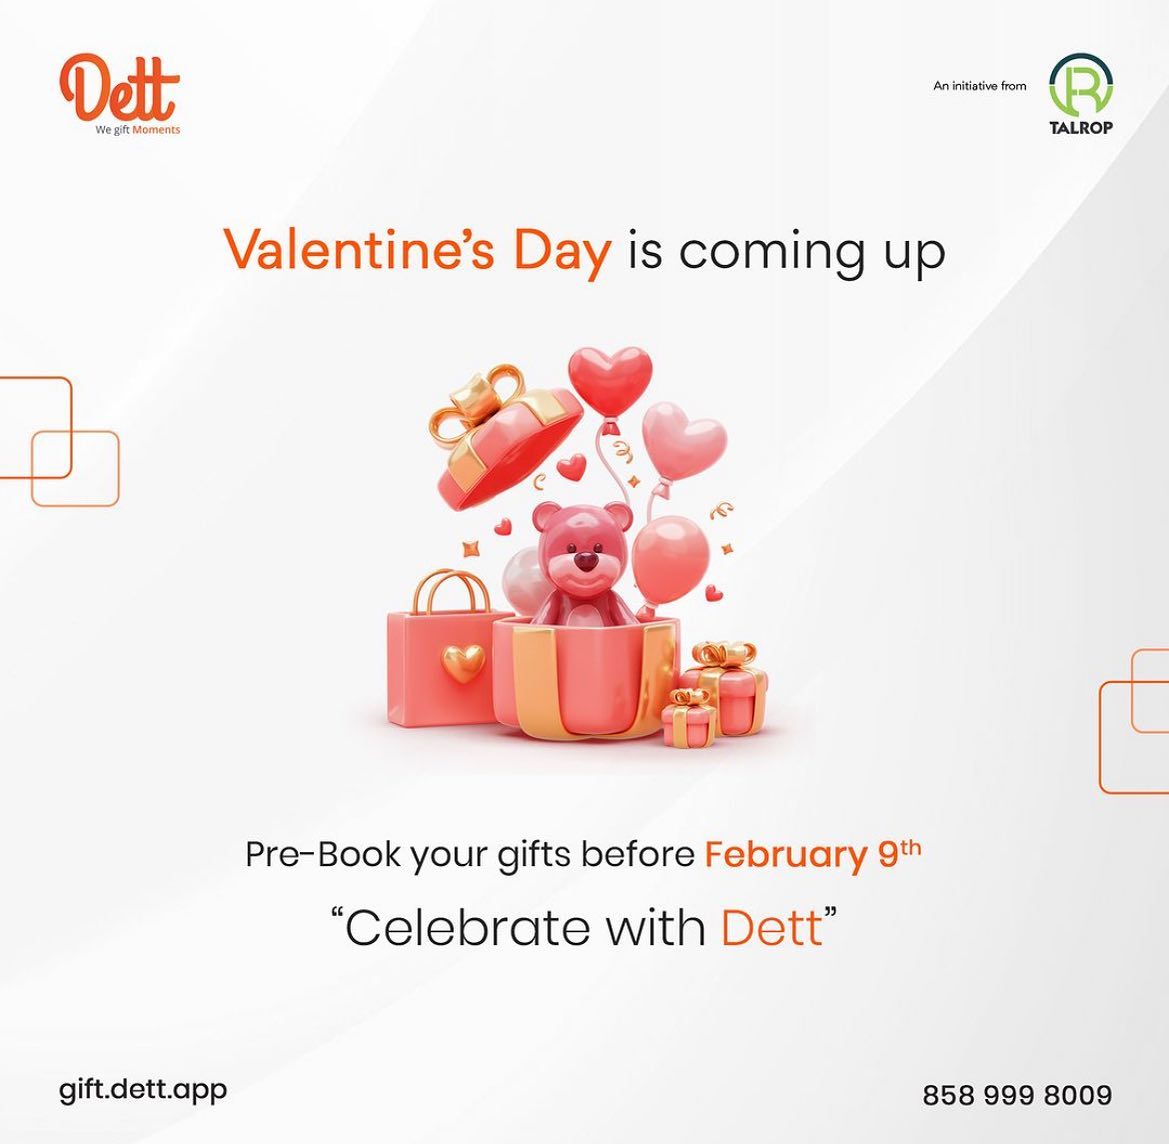 Dett
We gift Moments
An initiative from
TALROP
Valentine's Day is coming up
Pre-Book your gifts before February 9th
“Celebrate with Dett”
gift.dett.app
858 999 8009